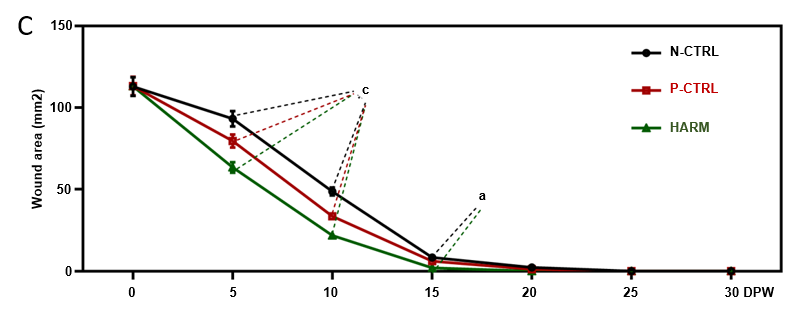 C
150
100
50
0
Wound area (mm2)
N-CTRL
P-CTRL
HARM
c
a
0 5 10 15 20 25 30 DPW